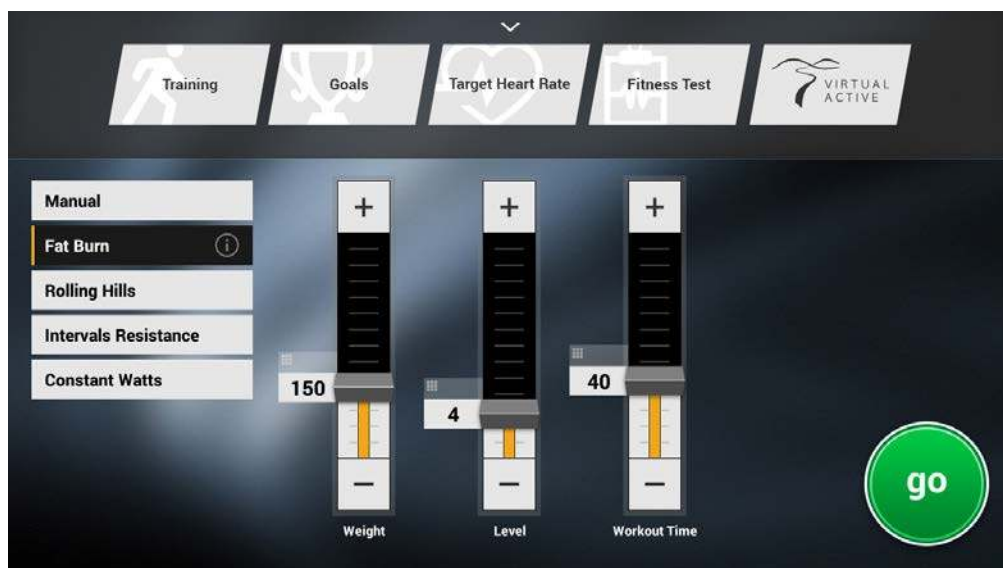 Training
Goals
Target Heart Rate
Fitness Test
VIRTUAL
ACTIVE
Manual
Fat Burn
Rolling Hills
Intervals Resistance
Constant Watts
+
+
+
150
4
40
−
−
−
Weight
Level
Workout Time
go